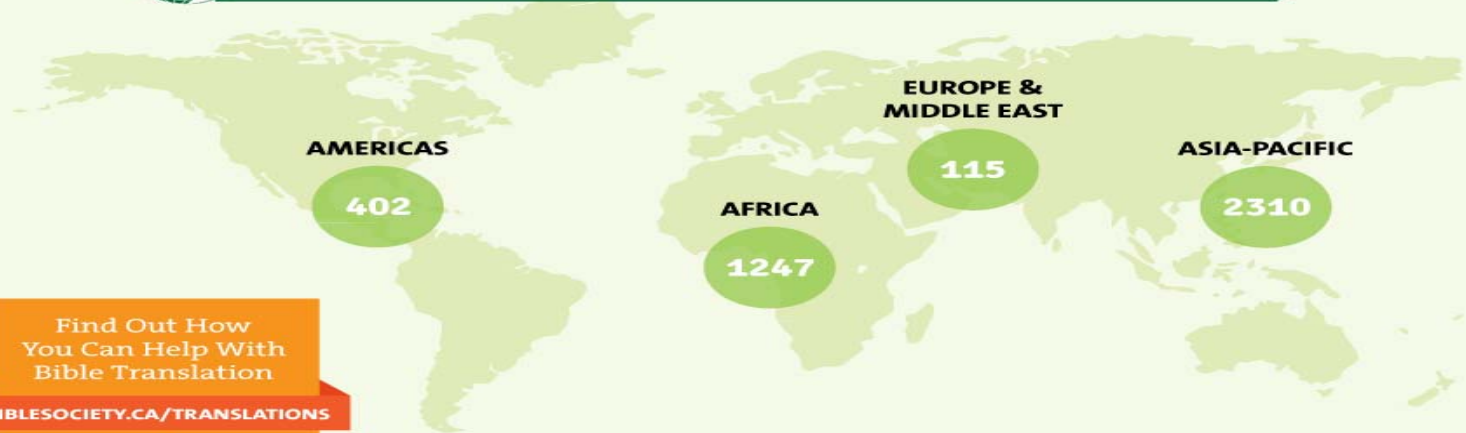 EUROPE &
MIDDLE EAST
115
AMERICAS
402
ASIA-PACIFIC
2310
AFRICA
1247
Find Out How
You Can Help With
Bible Translation
IBLESOCIETY.CA/TRANSLATIONS